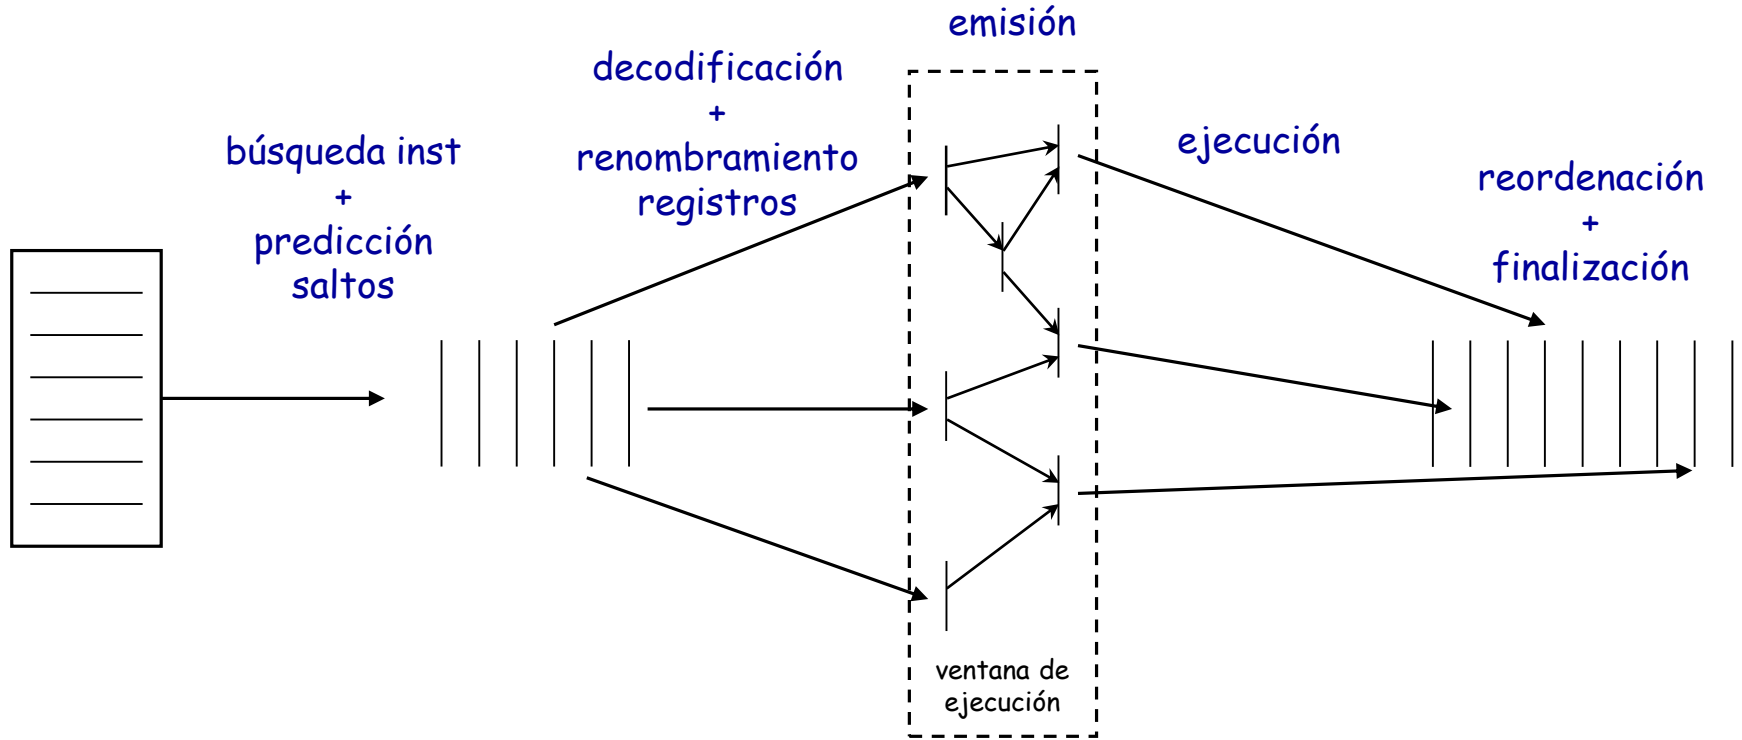 búsqueda inst
+
predicción
saltos
decodificación
+
renombramiento
registros
emisión
ventana de
ejecución
ejecución
reordenación
+
finalización